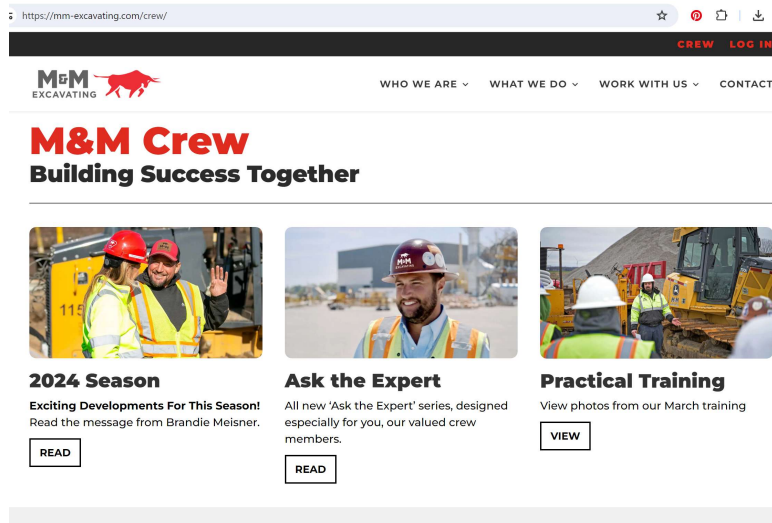 https://mm-excavating.com/crew/
CREW LOG IN
M&M
EXCAVATING
WHO WE ARE WHAT WE DO WORK WITH US CONTACT
M&M Crew
Building Success Together
115
M&M
EXCAVATING
2024 Season
Exciting Developments For This Season!
Read the message from Brandie Meisner.
READ
Ask the Expert
All new ‘Ask the Expert’ series, designed
especially for you, our valued crew
members.
READ
Practical Training
View photos from our March training
VIEW